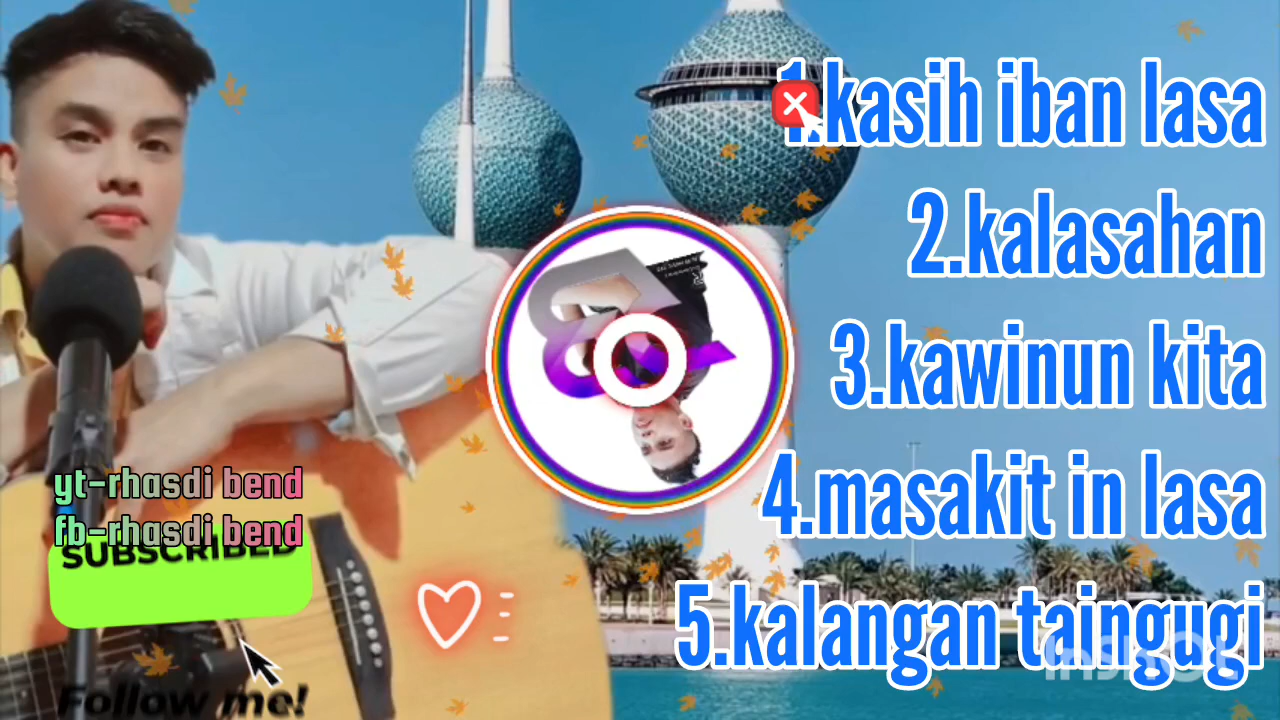 1.kasih iban lasa
2.kalasahan
3.kawinun kita
4.masakit in lasa
5.kalangan taingugi
yt-rhasdi bend
fb-rhasdi bend
SUBSCRIBED
Follow me!
InShOt